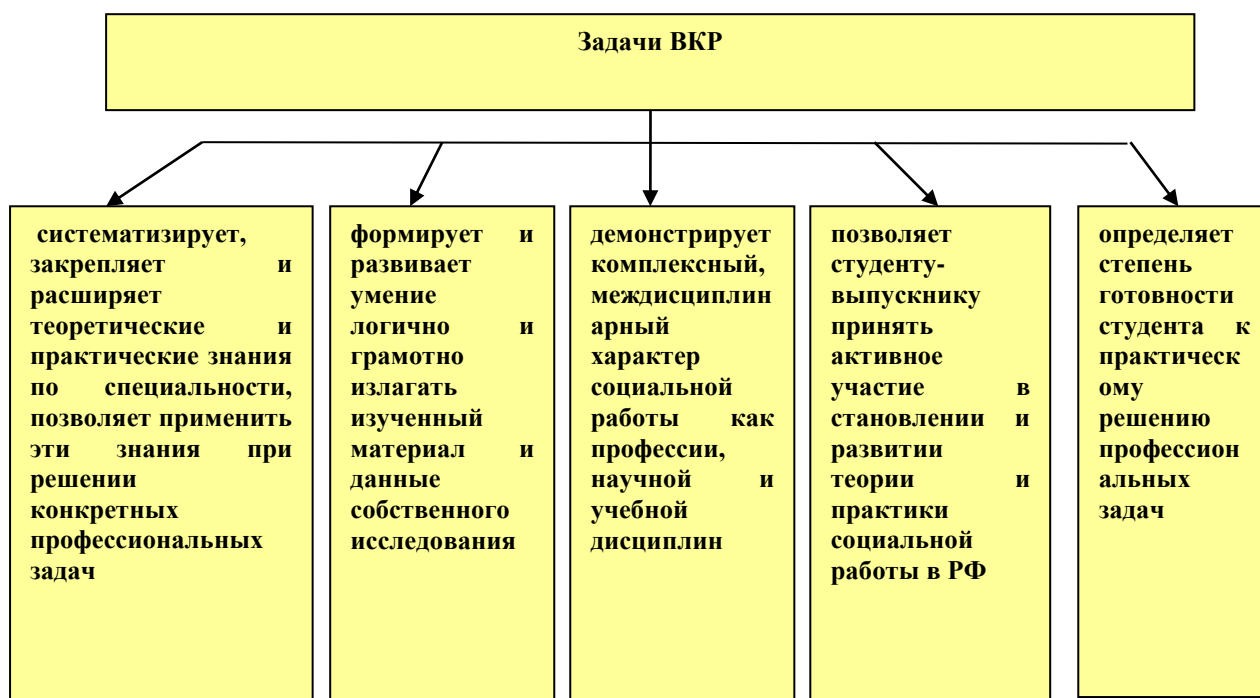 Задачи ВКР
систематизирует,
закрепляет и
расширяет
теоретические и
практические знания
по специальности,
позволяет применить
эти знания при
решении
конкретных
профессиональных
задач
формирует и
развивает
умение
логично и
грамотно
излагать
изученный
материал и
данные
собственного
исследования
демонстрирует
комплексный,
междисциплин
арный
характер
социальной
работы как
профессии,
научной и
учебной
дисциплин
позволяет
студенту-
выпускнику
принять
активное
участие в
становлении и
развитии
теории и
практики
социальной
работы в РФ
определяет
степень
готовности
студента к
практическ
ому
решению
профессион
альных
задач